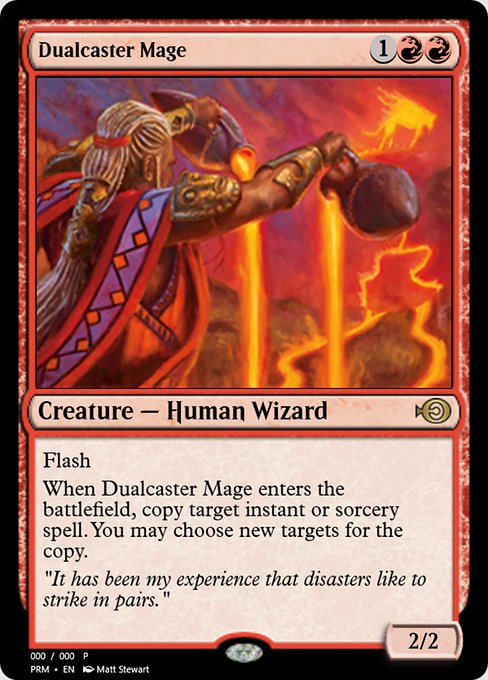 Dualcaster Mage 1
Creature — Human Wizard
Flash
When Dualcaster Mage enters the
battlefield, copy target instant or sorcery
spell. You may choose new targets for the
copy.
"It has been my experience that disasters like to
strike in pairs."
2/2
000 / 000 P
PRM • EN Matt Stewart